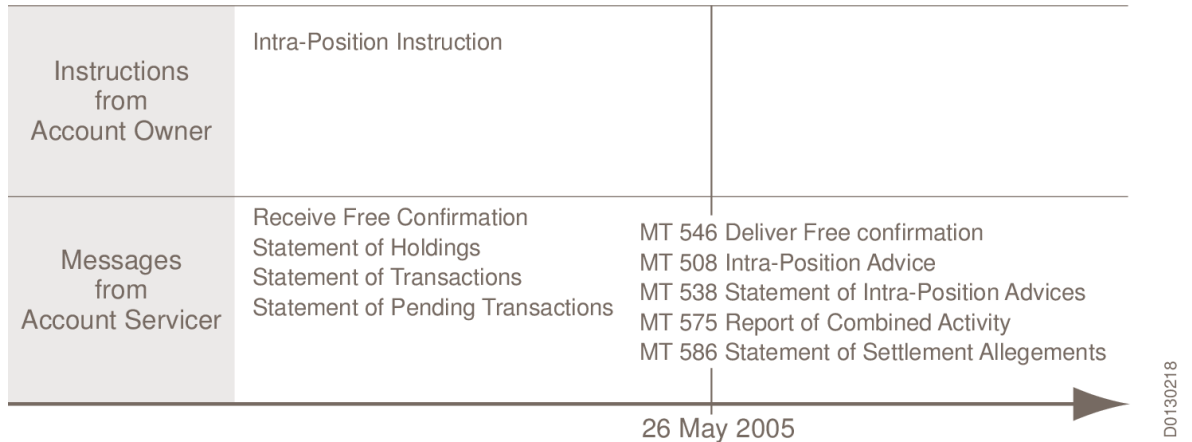 Instructions
from
Account Owner
Intra-Position Instruction
Messages
from
Account Servicer
Receive Free Confirmation
Statement of Holdings
Statement of Transactions
Statement of Pending Transactions
MT 546 Deliver Free confirmation
MT 508 Intra-Position Advice
MT 538 Statement of Intra-Position Advices
MT 575 Report of Combined Activity
MT 586 Statement of Settlement Allegements
26 May 2005
D0130218